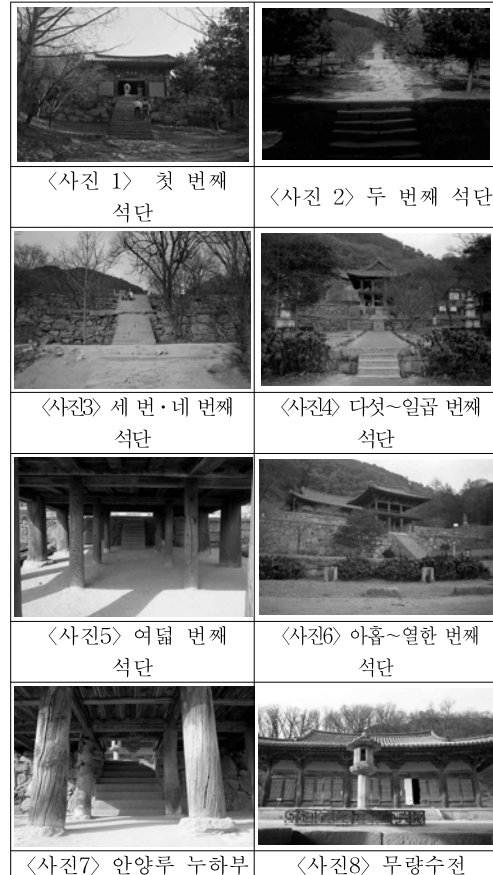 〈사진 1〉 첫 번째
석단
〈사진 2〉 두 번째 석단
〈사진3〉 세 번·네 번째
석단
〈사진4〉 다섯~일곱 번째
석단
〈사진5〉 여덟 번째
석단
〈사진6〉 아홉~열한 번째
석단
〈사진7〉 안양루 누하부
〈사진8〉 무량수전